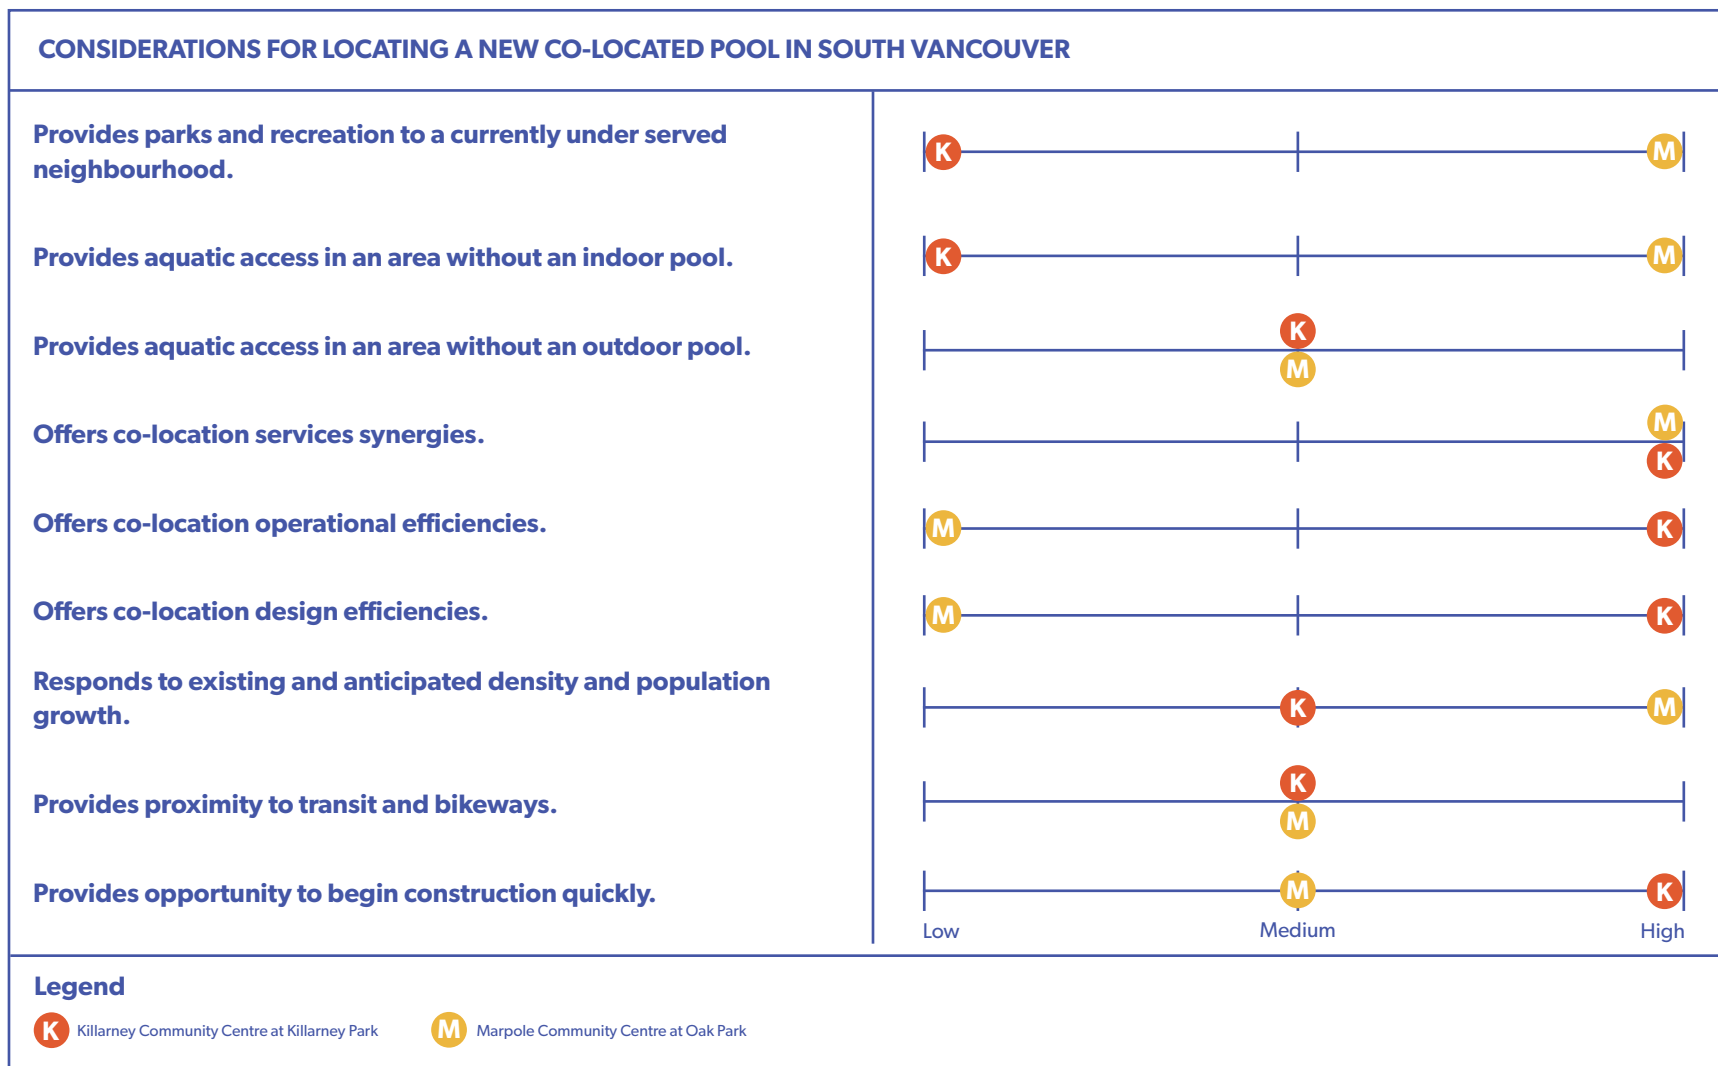 CONSIDERATIONS FOR LOCATING A NEW CO-LOCATED POOL IN SOUTH VANCOUVER
Provides parks and recreation to a currently under served
neighbourhood.
K
M
Provides aquatic access in an area without an indoor pool.
K
M
Provides aquatic access in an area without an outdoor pool.
K
M
Offers co-location services synergies.
M
K
Offers co-location operational efficiencies.
M
K
Offers co-location design efficiencies.
M
K
Responds to existing and anticipated density and population
growth.
K
M
Provides proximity to transit and bikeways.
K
M
Provides opportunity to begin construction quickly.
M
K
Low
Medium
High
Legend
K Killarney Community Centre at Killarney Park
M Marpole Community Centre at Oak Park